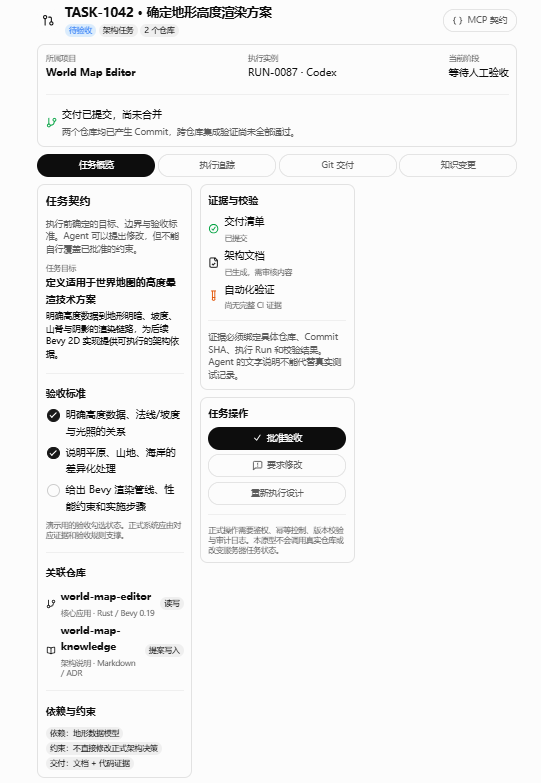 TASK-1042 • 确定地形高度渲染方案
待验收 架构任务 2 个仓库
MCP 契约
所属项目
World Map Editor
执行实例
RUN-0087 · Codex
当前阶段
等待人工验收
交付已提交，尚未合并
两个仓库均已产生 Commit，跨仓库集成验证尚未全部通过。
任务概览
执行追踪
Git 交付
知识变更
任务契约
执行前确定的目标、边界与验收标
准。Agent 可以提出修改，但不能
自行覆盖已批准的约束。
任务目标
定义适用于世界地图的高度晕
渲技术方案
明确高度数据到地形明暗、坡度、
山脊与阴影的渲染链路，为后续
Bevy 2D 实现提供可执行的架构依
据。
验收标准
明确高度数据、法线/坡度
与光照的关系
说明平原、山地、海岸的
差异化处理
给出 Bevy 渲染管线、性
能约束和实施步骤
演示用的验收勾选状态。正式系统应由对
应证据和验收规则支撑。
关联仓库
world-map-editor
核心应用 · Rust / Bevy 0.19
读写
world-map-
knowledge
架构说明 · Markdown
/ ADR
提案写入
依赖与约束
依赖：地形数据模型
约束：不直接修改正式架构决策
交付：文档 + 代码证据
证据与校验
交付清单
已提交
架构文档
已生成、需审核内容
自动化验证
尚无完整 CI 证据
证据必须绑定具体仓库、Commit
SHA、执行 Run 和校验结果。
Agent 的文字说明不能代替真实测
试记录。
任务操作
批准验收
要求修改
重新执行设计
正式操作需要鉴权、幂等控制、版本校验
与审计日志。本原型不会调用真实仓库或
改变服务器任务状态。